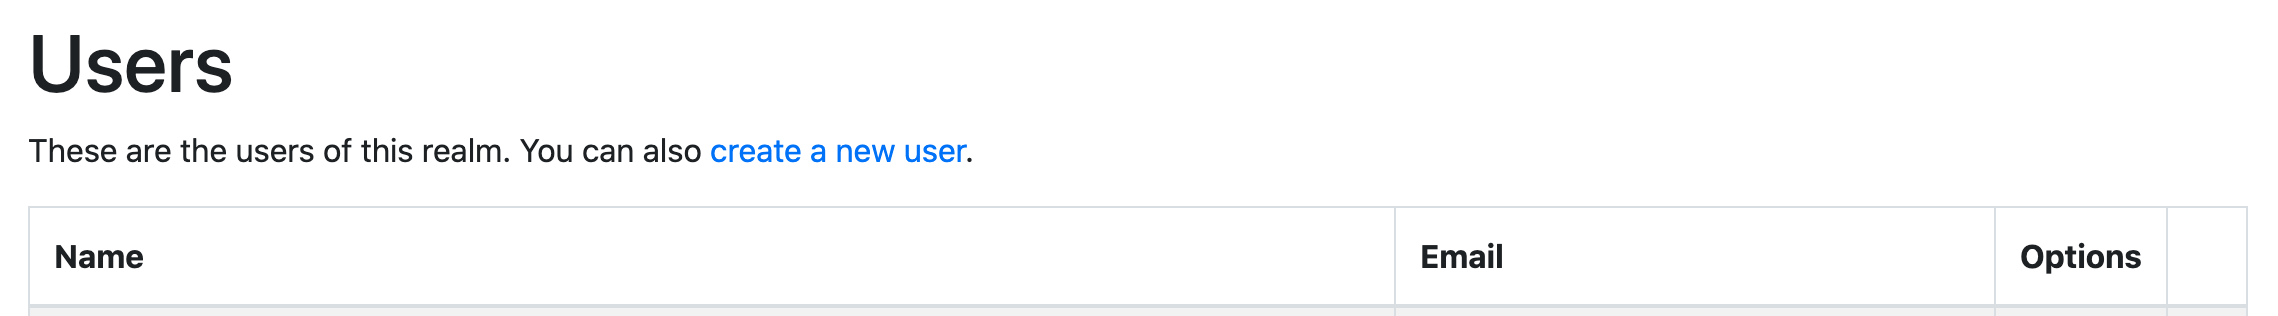 Users
These are the users of this realm. You can also create a new user.
Name Email Options